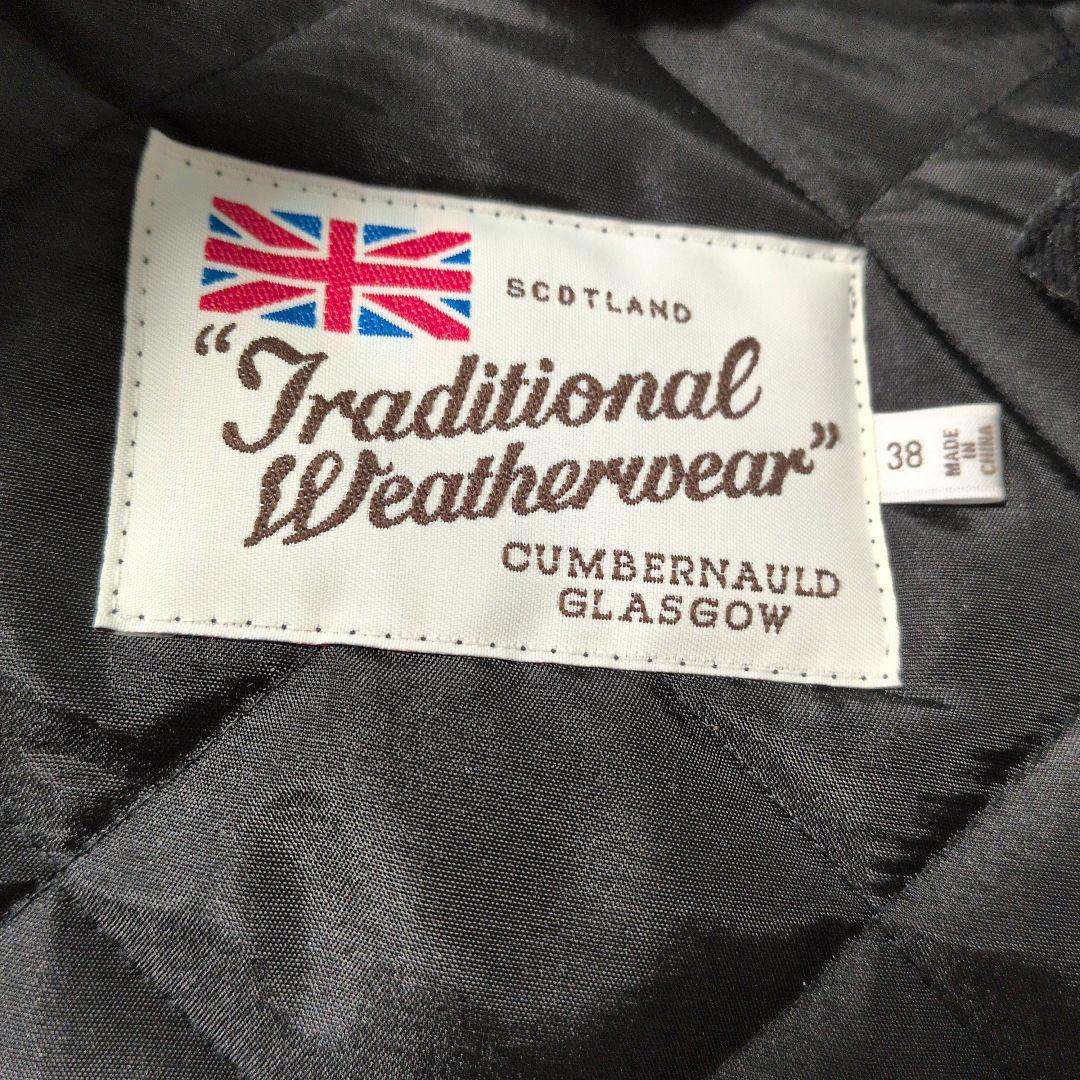 SCOTLAND
“Traditional
Weatherwear”
CUMBERNAULD
GLASGOW
38
MADE
IN
CHINA